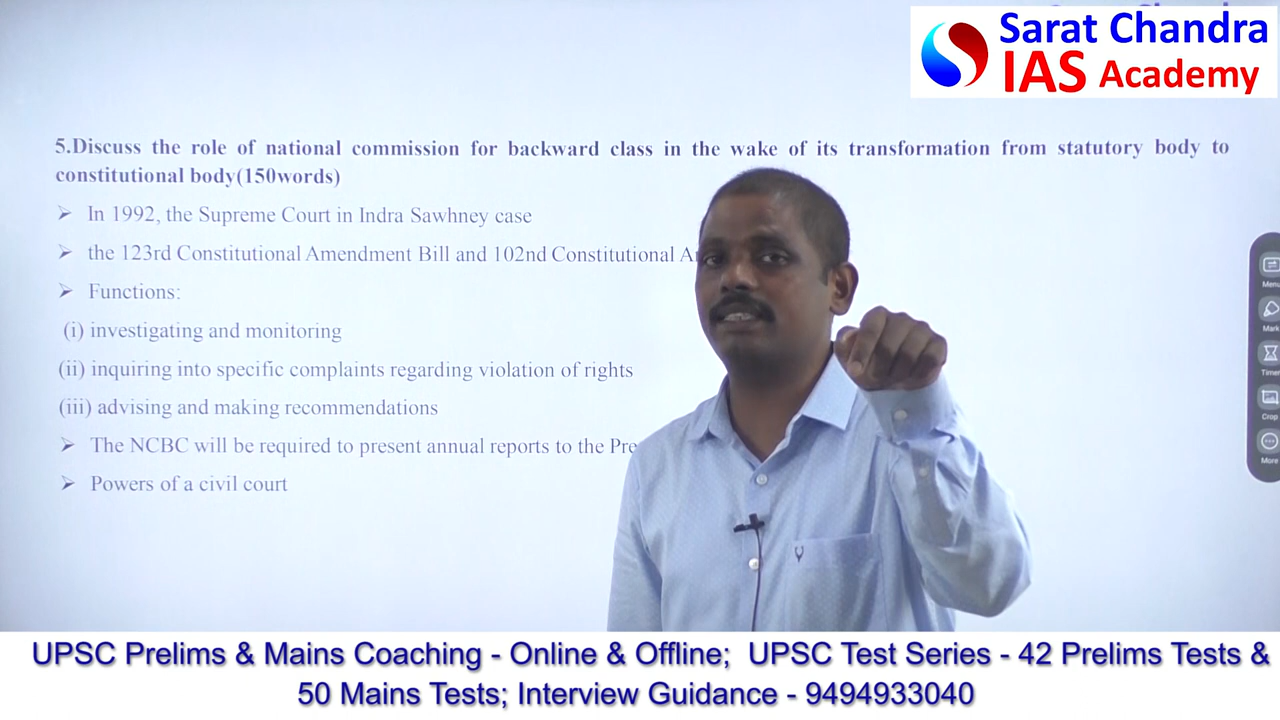 Sarat Chandra
IAS Academy
5.Discuss the role of national commission for backward class in the wake of its transformation from statutory body to
constitutional body(150words)
➢ In 1992, the Supreme Court in Indra Sawhney case
➢ the 123rd Constitutional Amendment Bill and 102nd Constitutional
➢ Functions:
(i) investigating and monitoring
(ii) inquiring into specific complaints regarding violation of rights
(iii) advising and making recommendations
➢ The NCBC will be required to present annual reports to the
➢ Powers of a civil court
Menu
Mark
Timer
Crop
More
UPSC Prelims & Mains Coaching - Online & Offline; UPSC Test Series - 42 Prelims Tests &
50 Mains Tests; Interview Guidance - 9494933040